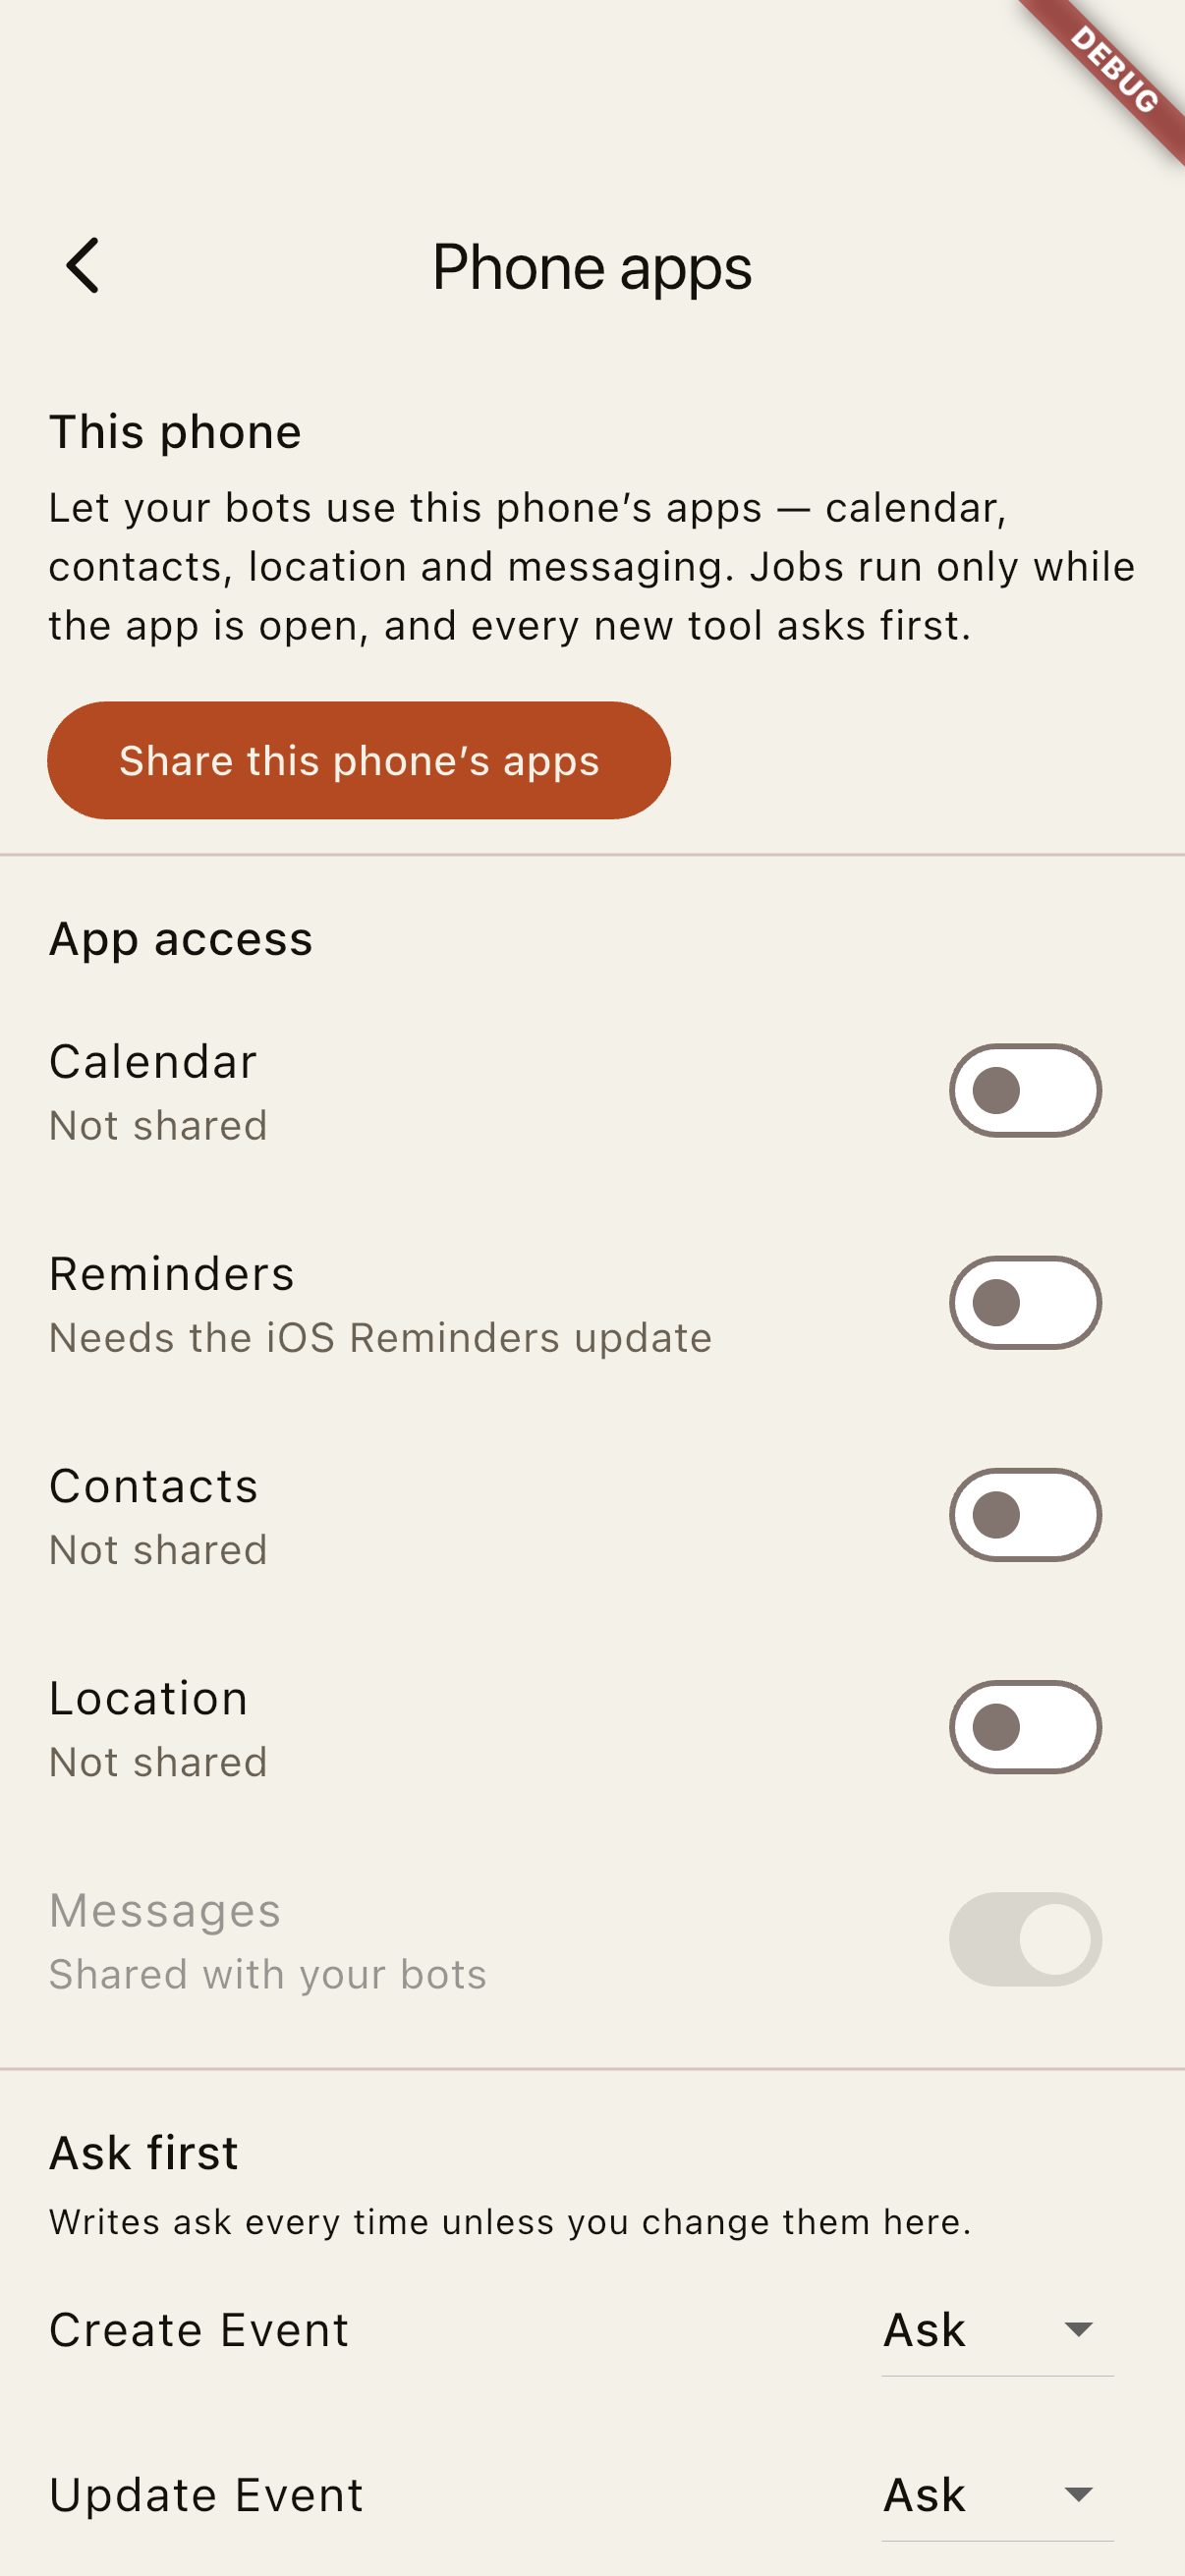 DEBUG
Phone apps
This phone
Let your bots use this phone’s apps — calendar,
contacts, location and messaging. Jobs run only while
the app is open, and every new tool asks first.
Share this phone’s apps
App access
Calendar
Not shared
Reminders
Needs the iOS Reminders update
Contacts
Not shared
Location
Not shared
Messages
Shared with your bots
Ask first
Writes ask every time unless you change them here.
Create Event Ask
Update Event Ask